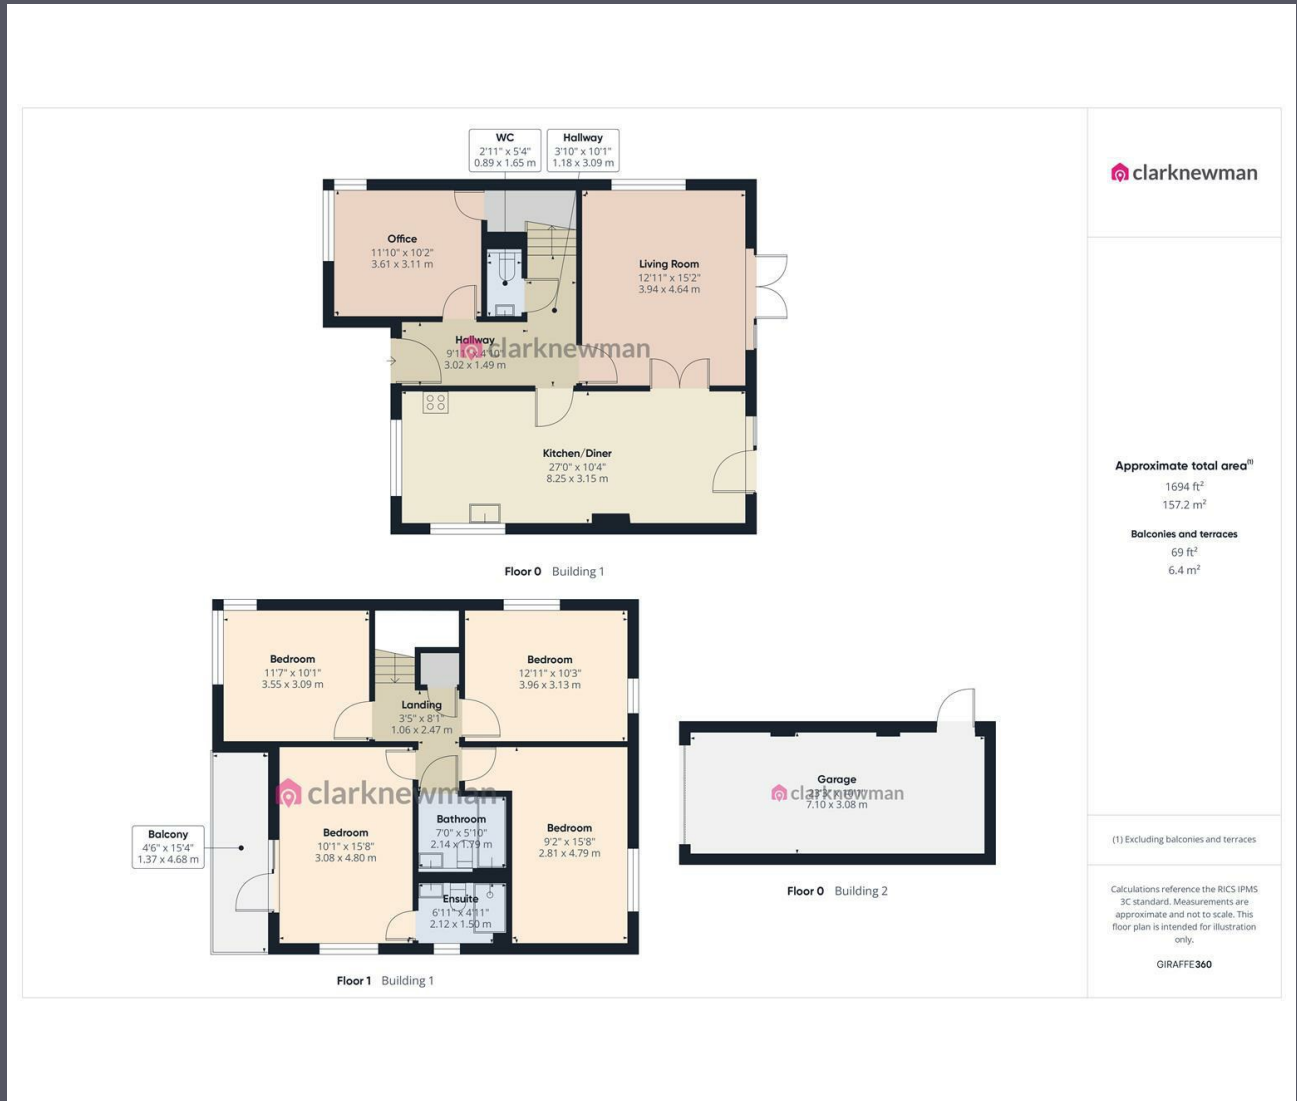 WC
2'11" x 5'4"
0.89 x 1.65 m
Hallway
3'10" x 10'1"
1.18 x 3.09 m
Office
11'10" x 10'2"
3.61 x 3.11 m
Living Room
12'11" x 15'2"
3.94 x 4.64 m
Hallway
3.02 x 1.49 m
clarknewman
Kitchen/Diner
27'0" x 10'4"
8.25 x 3.15 m
Floor 0 Building 1
Bedroom
11'7" x 10'1"
3.55 x 3.09 m
Bedroom
12'11" x 10'3"
3.96 x 3.13 m
Landing
3'5" x 8'1"
1.06 x 2.47 m
clarknewman
Balcony
4'6" x 15'4"
1.37 x 4.68 m
Bedroom
10'1" x 15'8"
3.08 x 4.80 m
Bathroom
7'0" x 5'10"
2.14 x 1.79 m
Bedroom
9'2" x 15'8"
2.81 x 4.79 m
Ensuite
6'11" x 4'11"
2.12 x 1.50 m
Floor 1 Building 1
Garage
clarknewman
7.10 x 3.08 m
Floor 0 Building 2
clarknewman
Approximate total area(1)
1694 ft²
157.2 m²
Balconies and terraces
69 ft²
6.4 m²
(1) Excluding balconies and terraces
Calculations reference the RICS IPMS
3C standard. Measurements are
approximate and not to scale. This
floor plan is intended for illustration
only.
GIRAFFE360